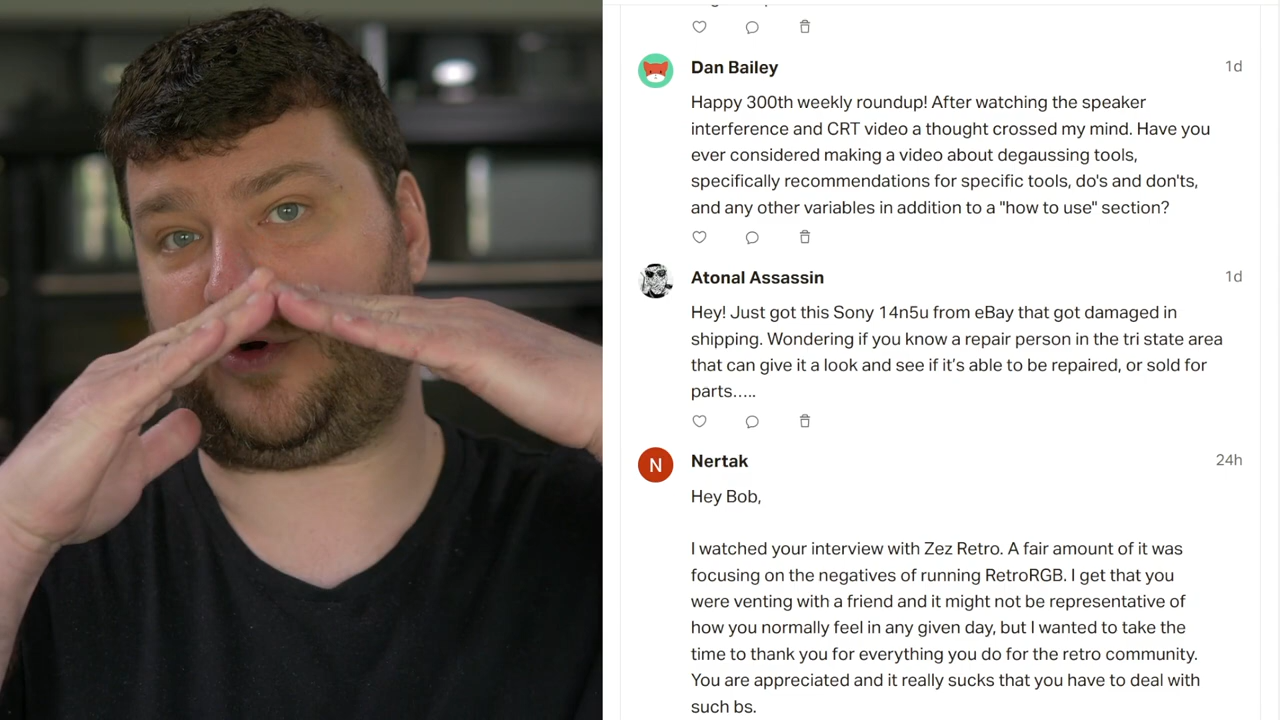 Dan Bailey
1d
Happy 300th weekly roundup! After watching the speaker
interference and CRT video a thought crossed my mind. Have you
ever considered making a video about degaussing tools,
specifically recommendations for specific tools, do's and don'ts,
and any other variables in addition to a "how to use" section?
Atonal Assassin
1d
Hey! Just got this Sony 14n5u from eBay that got damaged in
shipping. Wondering if you know a repair person in the tri state area
that can give it a look and see if it’s able to be repaired, or sold for
parts.....
N
Nertak
24h
Hey Bob,
I watched your interview with Zez Retro. A fair amount of it was
focusing on the negatives of running RetroRGB. I get that you
were venting with a friend and it might not be representative of
how you normally feel in any given day, but I wanted to take the
time to thank you for everything you do for the retro community.
You are appreciated and it really sucks that you have to deal with
such bs.